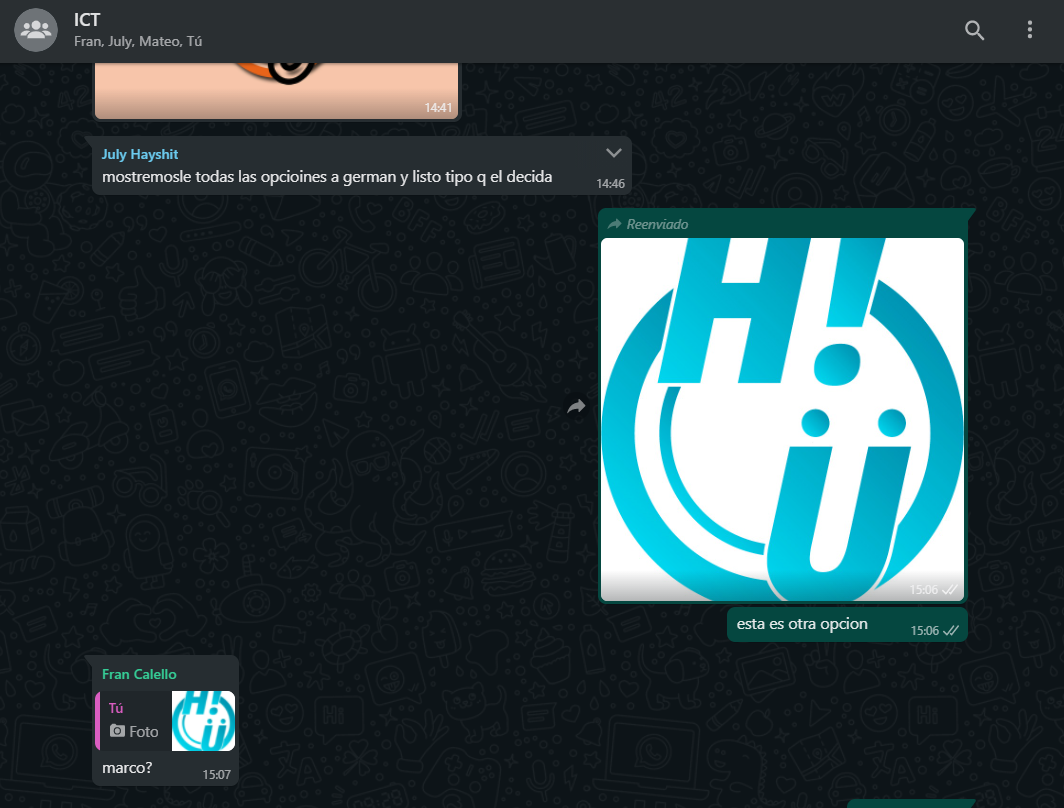 ICT
Fran, July, Mateo, Tú
14:41
July Hayshit
mostremosle todas las opcioines a german y listo tipo q el decida
14:46
Reenviado
H!
Ü
15:06
esta es otra opcion
15:06
Fran Calello
Tú
Foto
H!
Ü
marco?
15:07